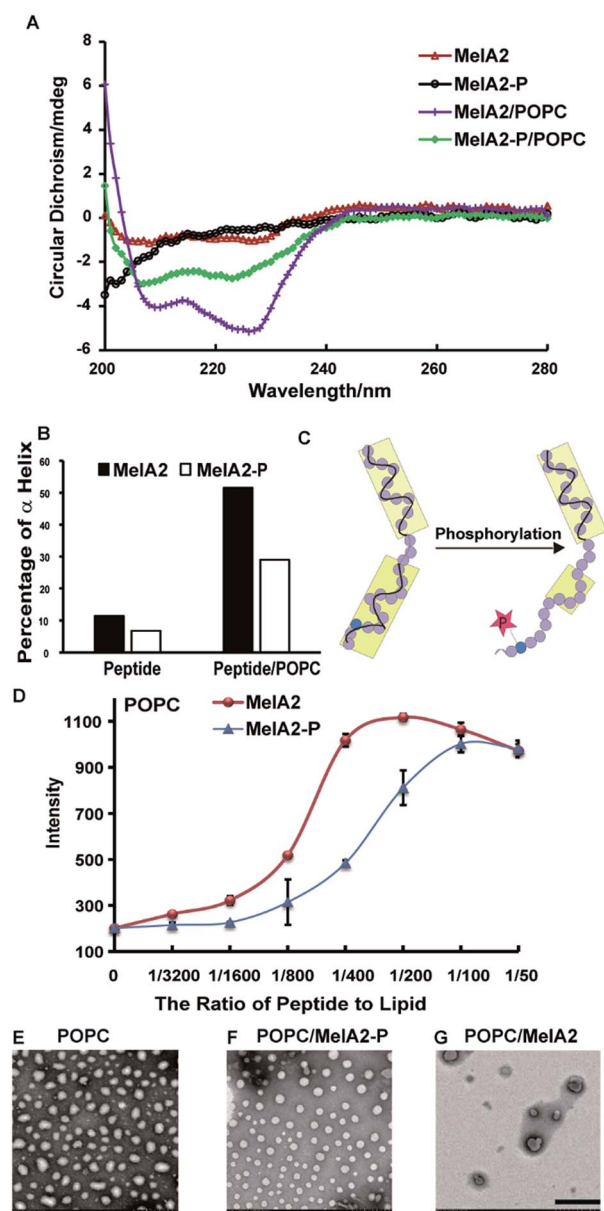 A
MelA2
MelA2-P
MelA2/POPC
MelA2-P/POPC
8
6
4
2
0
-2
-4
-6
Circular Dichroism/mdeg
200 220 240 260 280
Wavelength/nm
B
MelA2 MelA2-P
60
50
40
30
20
10
0
Percentage of α Helix
Peptide Peptide/POPC
C
Phosphorylation
P
D
POPC
MelA2
MelA2-P
1100
900
700
500
300
100
Intensity
0 1/3200 1/1600 1/800 1/400 1/200 1/100 1/50
The Ratio of Peptide to Lipid
E POPC
F POPC/MelA2-P
G POPC/MelA2